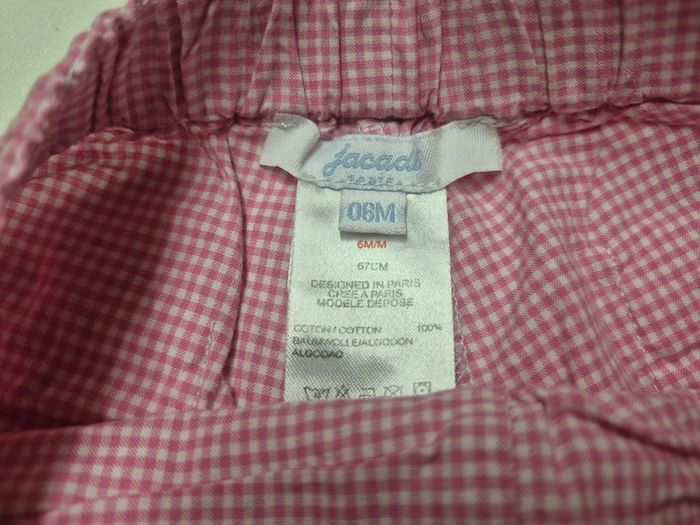 jacadi
PARIS
06M
6M/M
67CM
DESIGNED IN PARIS
CREE A PARIS
MODELE DEPOSE
COTON / COTTON 100%
BAUMWOLLE/ALGODON
ALGODAO